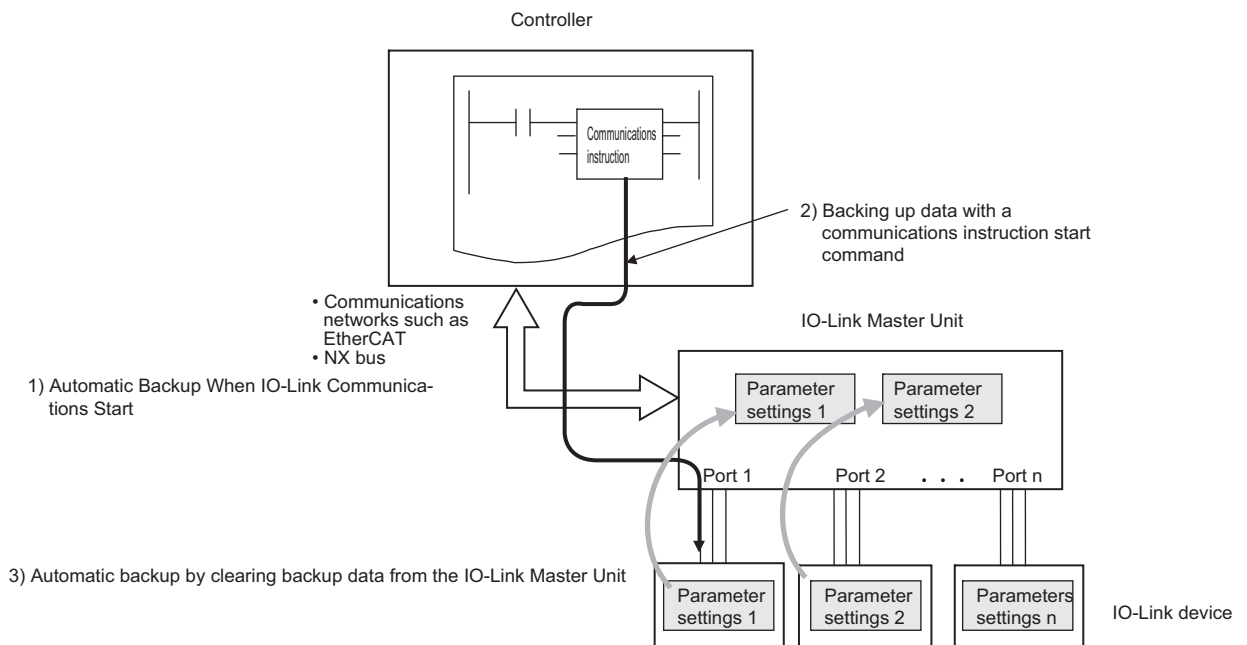 Controller
Communications
instruction
2) Backing up data with a
communications instruction start
command
• Communications
networks such as
EtherCAT
• NX bus
IO-Link Master Unit
1) Automatic Backup When IO-Link Communica-
tions Start
Parameter
settings 1
Parameter
settings 2
Port 1
Port 2
. . .
Port n
3) Automatic backup by clearing backup data from the IO-Link Master Unit
Parameter
settings 1
Parameter
settings 2
Parameters
settings n
IO-Link device